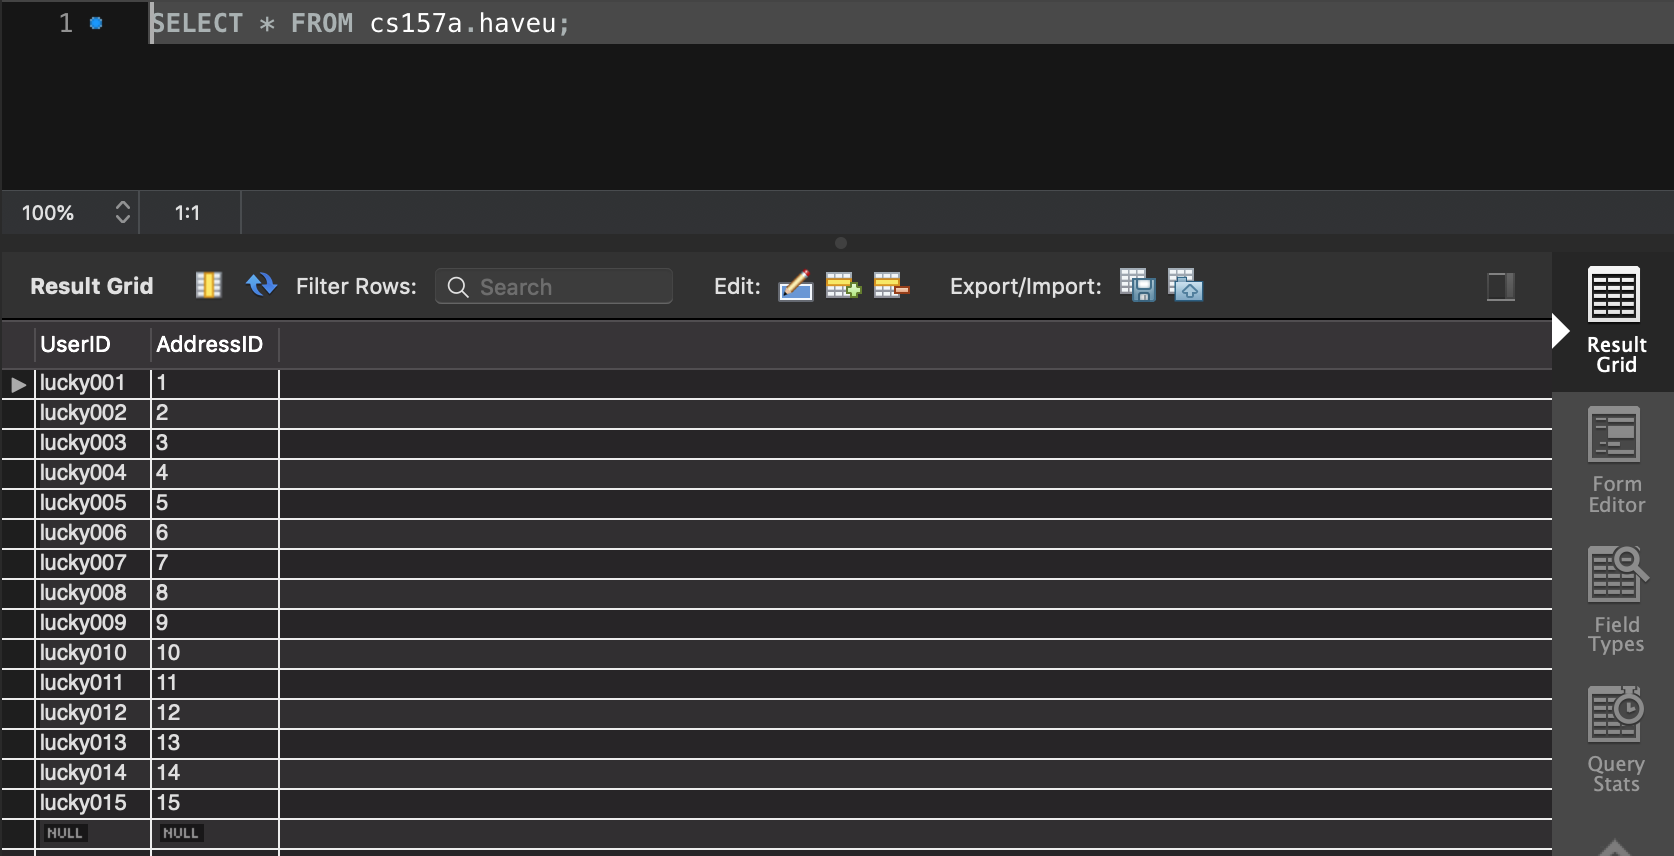 1 SELECT * FROM cs157a.haveu;
100% 1:1
Result Grid Filter Rows: Search Edit: Export/Import:
UserID AddressID
lucky001 1
lucky002 2
lucky003 3
lucky004 4
lucky005 5
lucky006 6
lucky007 7
lucky008 8
lucky009 9
lucky010 10
lucky011 11
lucky012 12
lucky013 13
lucky014 14
lucky015 15
NULL NULL
Result
Grid
Form
Editor
Field
Types
Query
Stats